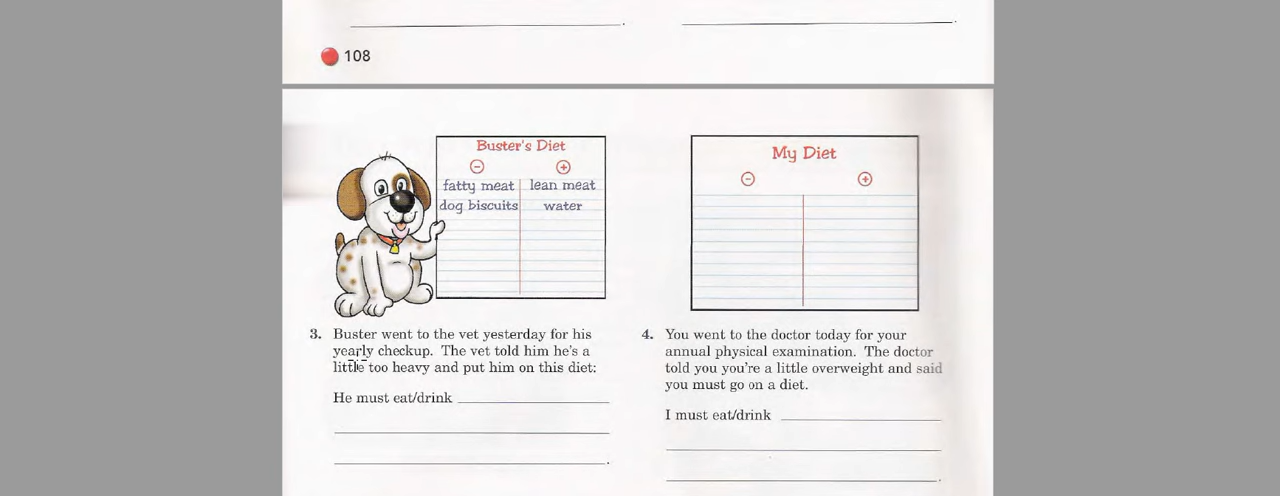 108
Buster's Diet
fatty meat lean meat
dog biscuits water
My Diet
3. Buster went to the vet yesterday for his
yearly checkup. The vet told him he's a
little too heavy and put him on this diet:
He must eat/drink
4. You went to the doctor today for your
annual physical examination. The doctor
told you you're a little overweight and said
you must go on a diet.
I must eat/drink